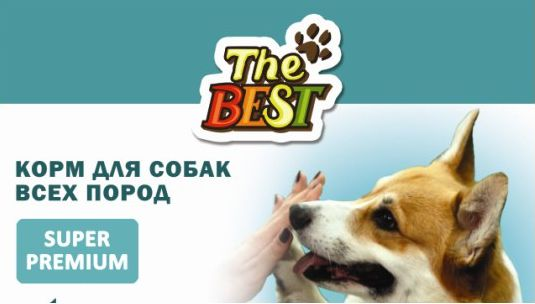 The
BEST
КОРМ ДЛЯ СОБАК
ВСЕХ ПОРОД
SUPER
PREMIUM